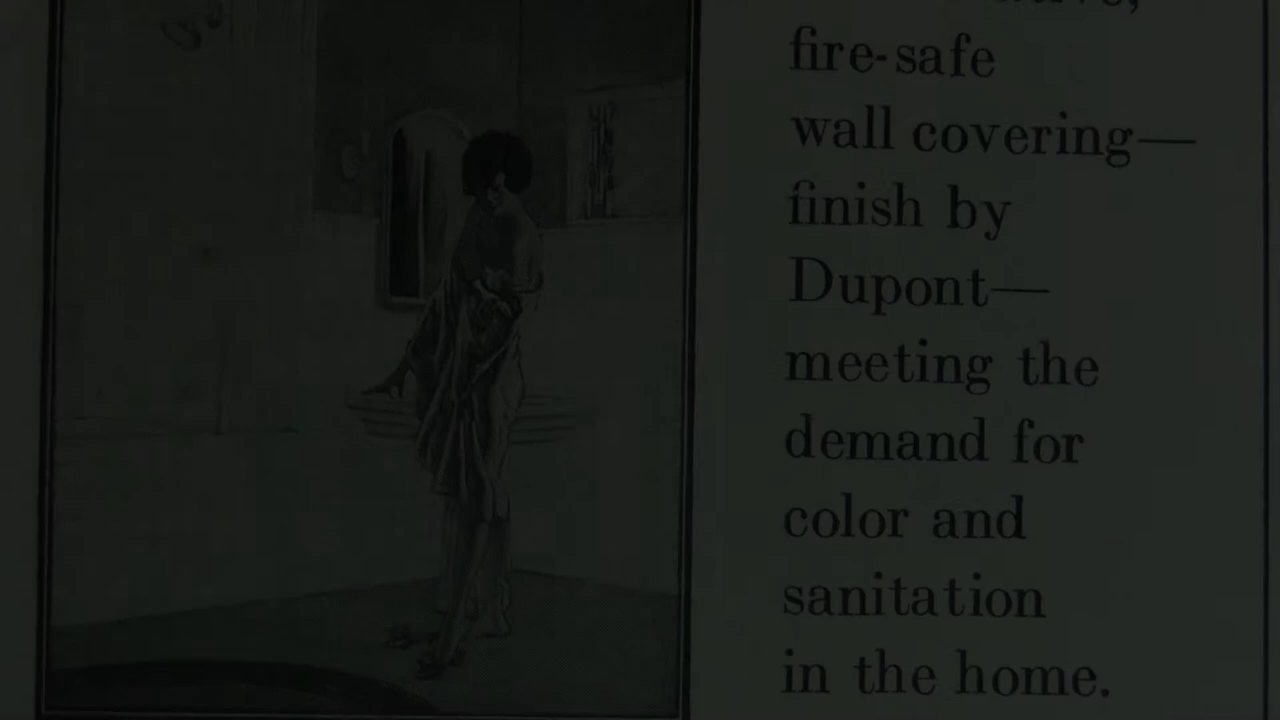 fire-safe
wall covering—
finish by
Dupont—
meeting the
demand for
color and
sanitation
in the home.